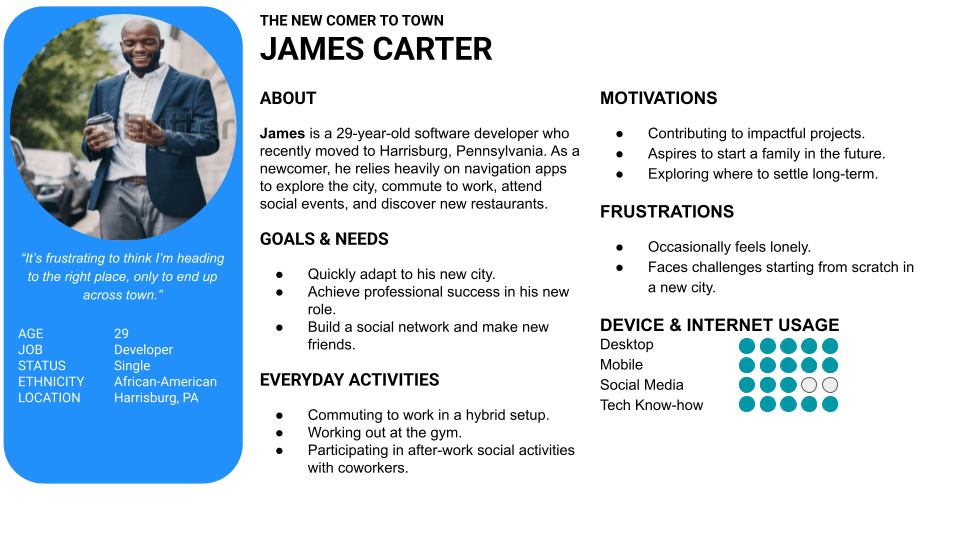 THE NEW COMER TO TOWN
JAMES CARTER
“It’s frustrating to think I’m heading
to the right place, only to end up
across town.”
AGE 29
JOB Developer
STATUS Single
ETHNICITY African-American
LOCATION Harrisburg, PA
ABOUT
James is a 29-year-old software developer who
recently moved to Harrisburg, Pennsylvania. As a
newcomer, he relies heavily on navigation apps
to explore the city, commute to work, attend
social events, and discover new restaurants.
GOALS & NEEDS
● Quickly adapt to his new city.
● Achieve professional success in his new
role.
● Build a social network and make new
friends.
EVERYDAY ACTIVITIES
● Commuting to work in a hybrid setup.
● Working out at the gym.
● Participating in after-work social activities
with coworkers.
MOTIVATIONS
● Contributing to impactful projects.
● Aspires to start a family in the future.
● Exploring where to settle long-term.
FRUSTRATIONS
● Occasionally feels lonely.
● Faces challenges starting from scratch in
a new city.
DEVICE & INTERNET USAGE
Desktop
Mobile
Social Media
Tech Know-how